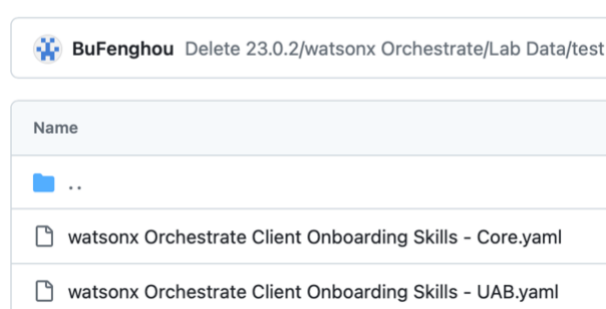 BuFenghou Delete 23.0.2/watsonx Orchestrate/Lab Data/test
Name
..
watsonx Orchestrate Client Onboarding Skills - Core.yaml
watsonx Orchestrate Client Onboarding Skills - UAB.yaml